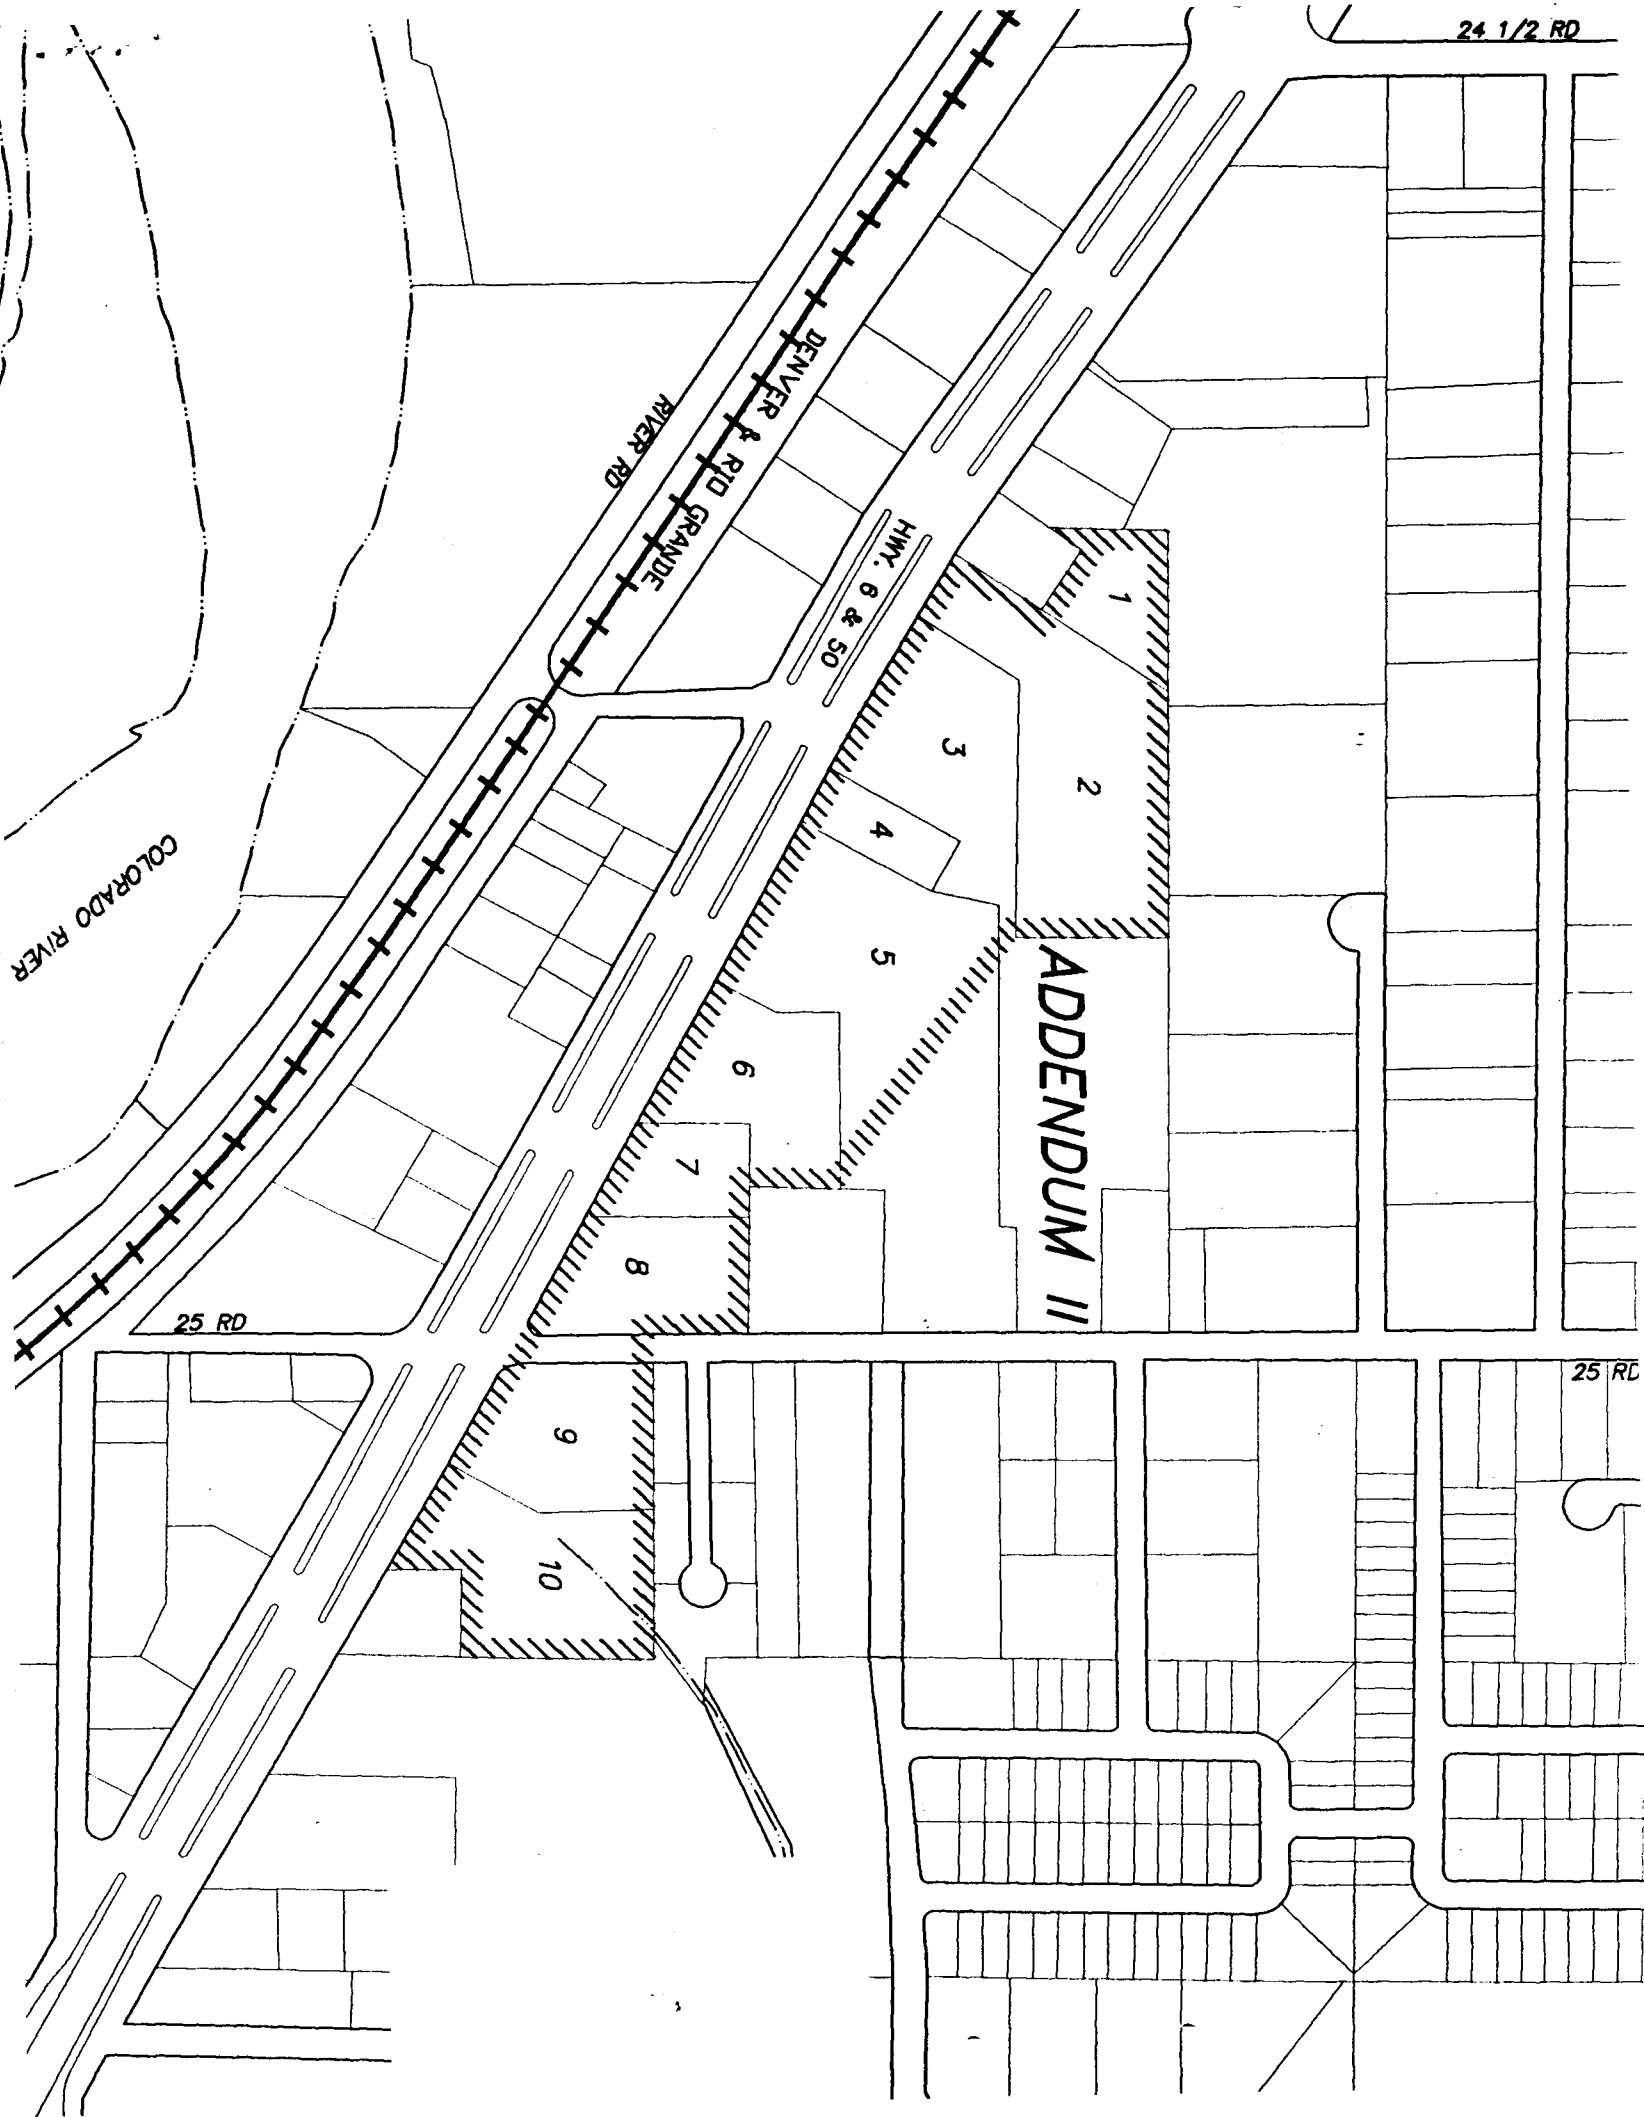 24 1/2 RD
DENVER & RIO GRANDE
RIVER RD
HWY. 6 & 50
1
2
3
4
COLORADO RIVER
5
ADDENDUM II
6
7
8
25 RD
25 RD
9
10